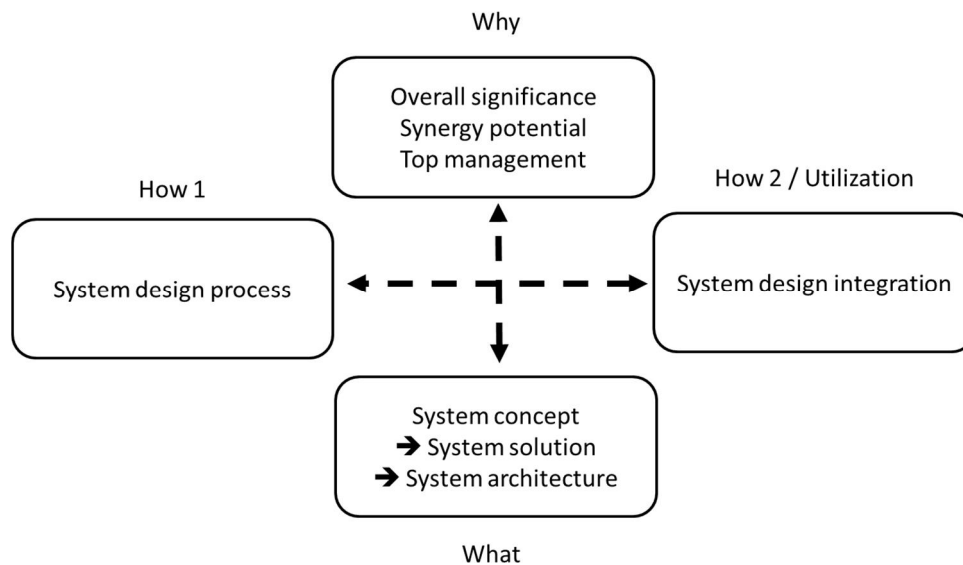 Why
Overall significance
Synergy potential
Top management
How 1
System design process
How 2 / Utilization
System design integration
System concept
➔ System solution
➔ System architecture
What